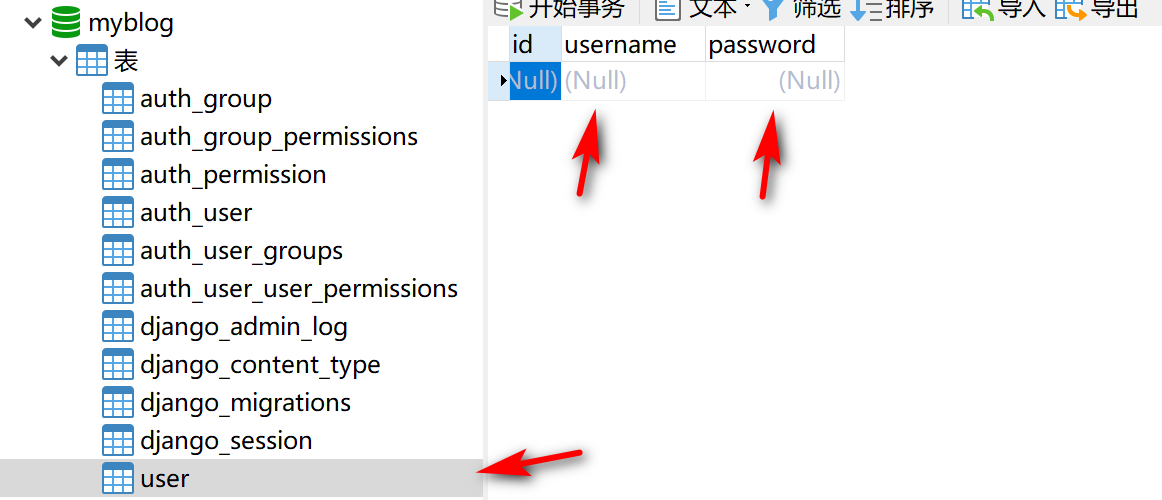 myblog
表
auth_group
auth_group_permissions
auth_permission
auth_user
auth_user_groups
auth_user_user_permissions
django_admin_log
django_content_type
django_migrations
django_session
user
开始事务 文本 筛选 排序 导入 导出
id username password
Null) (Null) (Null)